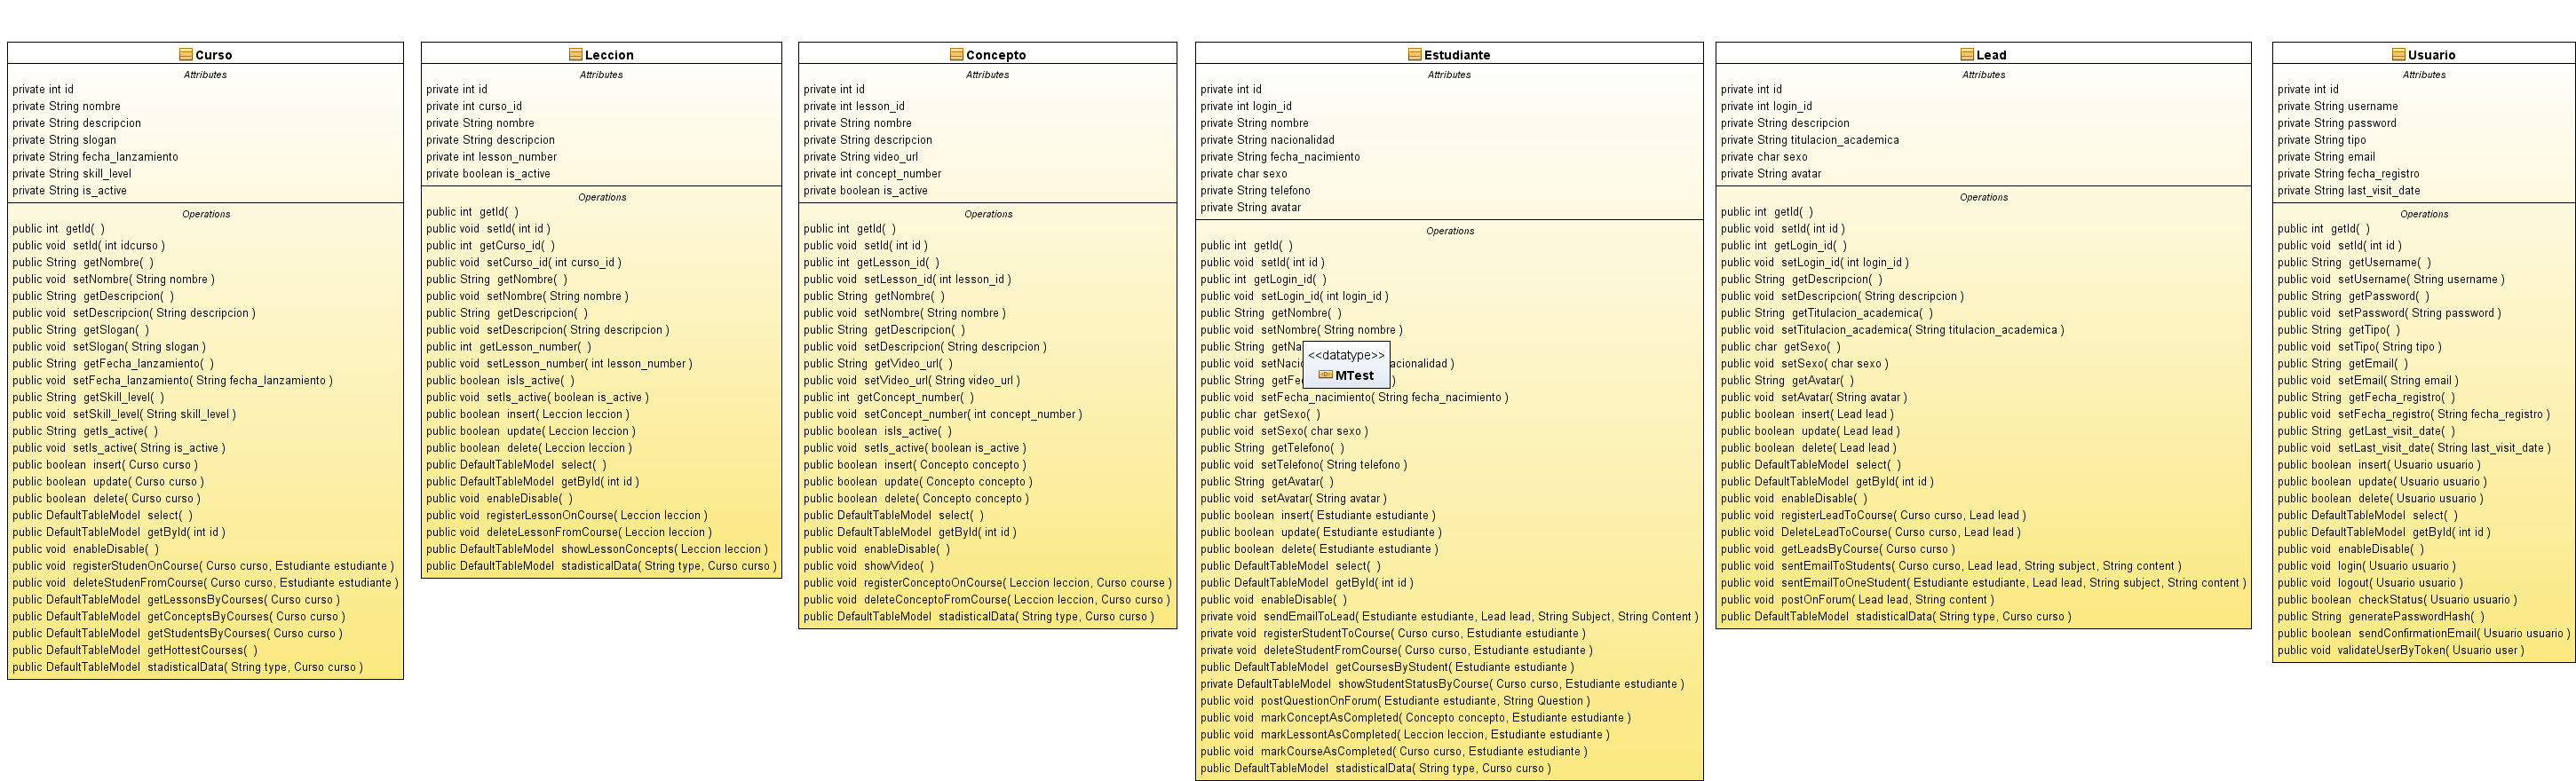 Curso
Attributes
private int id
private String nombre
private String descripcion
private String slogan
private String fecha_lanzamiento
private String skill_level
private String is_active
Operations
public int getId( )
public void setId( int idcurso )
public String getNombre( )
public void setNombre( String nombre )
public String getDescripcion( )
public void setDescripcion( String descripcion )
public String getSlogan( )
public void setSlogan( String slogan )
public String getFecha_lanzamiento( )
public void setFecha_lanzamiento( String fecha_lanzamiento )
public String getSkill_level( )
public void setSkill_level( String skill_level )
public String getIs_active( )
public void setIs_active( String is_active )
public boolean insert( Curso curso )
public boolean update( Curso curso )
public boolean delete( Curso curso )
public DefaultTableModel select( )
public DefaultTableModel getById( int id )
public void enableDisable( )
public void registerStudenOnCourse( Curso curso, Estudiante estudiante )
public void deleteStudenFromCourse( Curso curso, Estudiante estudiante )
public DefaultTableModel getLessonsByCourses( Curso curso )
public DefaultTableModel getConceptsByCourses( Curso curso )
public DefaultTableModel getStudentsByCourses( Curso curso )
public DefaultTableModel getHottestCourses( )
public DefaultTableModel stadisticalData( String type, Curso curso )
Leccion
Attributes
private int id
private int curso_id
private String nombre
private String descripcion
private int lesson_number
private boolean is_active
Operations
public int getId( )
public void setId( int id )
public int getCurso_id( )
public void setCurso_id( int curso_id )
public String getNombre( )
public void setNombre( String nombre )
public String getDescripcion( )
public void setDescripcion( String descripcion )
public int getLesson_number( )
public void setLesson_number( int lesson_number )
public boolean isIs_active( )
public void setIs_active( boolean is_active )
public boolean insert( Leccion leccion )
public boolean update( Leccion leccion )
public boolean delete( Leccion leccion )
public DefaultTableModel select( )
public DefaultTableModel getById( int id )
public void enableDisable( )
public void registerLessonOnCourse( Leccion leccion )
public void deleteLessonFromCourse( Leccion leccion )
public DefaultTableModel showLessonConcepts( Leccion leccion )
public DefaultTableModel stadisticalData( String type, Curso curso )
Concepto
Attributes
private int id
private int lesson_id
private String nombre
private String descripcion
private String video_url
private int concept_number
private boolean is_active
Operations
public int getId( )
public void setId( int id )
public int getLesson_id( )
public void setLesson_id( int lesson_id )
public String getNombre( )
public void setNombre( String nombre )
public String getDescripcion( )
public void setDescripcion( String descripcion )
public String getVideo_url( )
public void setVideo_url( String video_url )
public int getConcept_number( )
public void setConcept_number( int concept_number )
public boolean isIs_active( )
public void setIs_active( boolean is_active )
public boolean insert( Concepto concepto )
public boolean update( Concepto concepto )
public boolean delete( Concepto concepto )
public DefaultTableModel select( )
public DefaultTableModel getById( int id )
public void enableDisable( )
public void showVideo( )
public void registerConceptoOnCourse( Leccion leccion, Curso course )
public void deleteConceptoFromCourse( Leccion leccion, Curso curso )
public DefaultTableModel stadisticalData( String type, Curso curso )
Estudiante
Attributes
private int id
private int login_id
private String nombre
private String nacionalidad
private String fecha_nacimiento
private char sexo
private String telefono
private String avatar
Operations
public int getId( )
public void setId( int id )
public int getLogin_id( )
public void setLogin_id( int login_id )
public String getNombre( )
public void setNombre( String nombre )
public String
public void
public String
<<datatype>>
MTest
public void setFecha_nacimiento( String fecha_nacimiento )
public char getSexo( )
public void setSexo( char sexo )
public String getTelefono( )
public void setTelefono( String telefono )
public String getAvatar( )
public void setAvatar( String avatar )
public boolean insert( Estudiante estudiante )
public boolean update( Estudiante estudiante )
public boolean delete( Estudiante estudiante )
public DefaultTableModel select( )
public DefaultTableModel getById( int id )
public void enableDisable( )
private void sendEmailToLead( Estudiante estudiante, Lead lead, String Subject, String Content )
private void registerStudentToCourse( Curso curso, Estudiante estudiante )
private void deleteStudentFromCourse( Curso curso, Estudiante estudiante )
public DefaultTableModel getCoursesByStudent( Estudiante estudiante )
private DefaultTableModel showStudentStatusByCourse( Curso curso, Estudiante estudiante )
public void postQuestionOnForum( Estudiante estudiante, String Question )
public void markConceptAsCompleted( Concepto concepto, Estudiante estudiante )
public void markLessontAsCompleted( Leccion leccion, Estudiante estudiante )
public void markCourseAsCompleted( Curso curso, Estudiante estudiante )
public DefaultTableModel stadisticalData( String type, Curso curso )
Lead
Attributes
private int id
private int login_id
private String descripcion
private String titulacion_academica
private char sexo
private String avatar
Operations
public int getId( )
public void setId( int id )
public int getLogin_id( )
public void setLogin_id( int login_id )
public String getDescripcion( )
public void setDescripcion( String descripcion )
public String getTitulacion_academica( )
public void setTitulacion_academica( String titulacion_academica )
public char getSexo( )
public void setSexo( char sexo )
public String getAvatar( )
public void setAvatar( String avatar )
public boolean insert( Lead lead )
public boolean update( Lead lead )
public boolean delete( Lead lead )
public DefaultTableModel select( )
public DefaultTableModel getById( int id )
public void enableDisable( )
public void registerLeadToCourse( Curso curso, Lead lead )
public void DeleteLeadToCourse( Curso curso, Lead lead )
public void getLeadsByCourse( Curso curso )
public void sentEmailToStudents( Curso curso, Lead lead, String subject, String content )
public void sentEmailToOneStudent( Estudiante estudiante, Lead lead, String subject, String content )
public void postOnForum( Lead lead, String content )
public DefaultTableModel stadisticalData( String type, Curso curso )
Usuario
Attributes
private int id
private String username
private String password
private String tipo
private String email
private String fecha_registro
private String last_visit_date
Operations
public int getId( )
public void setId( int id )
public String getUsername( )
public void setUsername( String username )
public String getPassword( )
public void setPassword( String password )
public String getTipo( )
public void setTipo( String tipo )
public String getEmail( )
public void setEmail( String email )
public String getFecha_registro( )
public void setFecha_registro( String fecha_registro )
public String getLast_visit_date( )
public void setLast_visit_date( String last_visit_date )
public boolean insert( Usuario usuario )
public boolean update( Usuario usuario )
public boolean delete( Usuario usuario )
public DefaultTableModel select( )
public DefaultTableModel getById( int id )
public void enableDisable( )
public void login( Usuario usuario )
public void logout( Usuario usuario )
public boolean checkStatus( Usuario usuario )
public String generatePasswordHash( )
public boolean sendConfirmationEmail( Usuario usuario )
public void validateUserByToken( Usuario user )